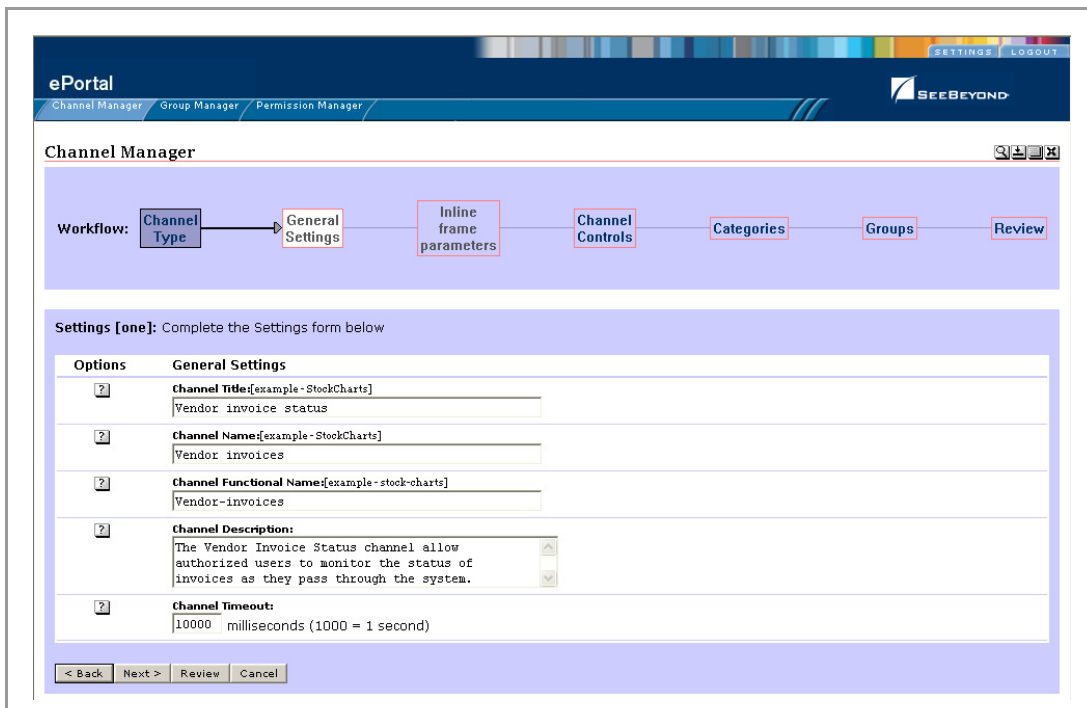 SETTINGS LOGOUT
ePortal
SEEBEYOND
Channel Manager Group Manager Permission Manager
Channel Manager
Workflow:
Channel
Type
General
Settings
Inline
frame
parameters
Channel
Controls
Categories
Groups
Review
Settings [one]: Complete the Settings form below
Options General Settings
? Channel Title:[example-StockCharts]
Vendor invoice status
? Channel Name:[example-StockCharts]
Vendor invoices
? Channel Functional Name:[example-stock-charts]
Vendor-invoices
? Channel Description:
The Vendor Invoice Status channel allow
authorized users to monitor the status of
invoices as they pass through the system.
? Channel Timeout:
10000 milliseconds (1000 = 1 second)
< Back Next > Review Cancel